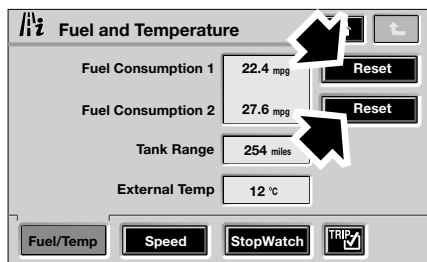 i Fuel and Temperature
Fuel Consumption 1 22.4 mpg Reset
Fuel Consumption 2 27.6 mpg Reset
Tank Range 254 miles
External Temp 12 °C
Fuel/Temp Speed StopWatch TRIP